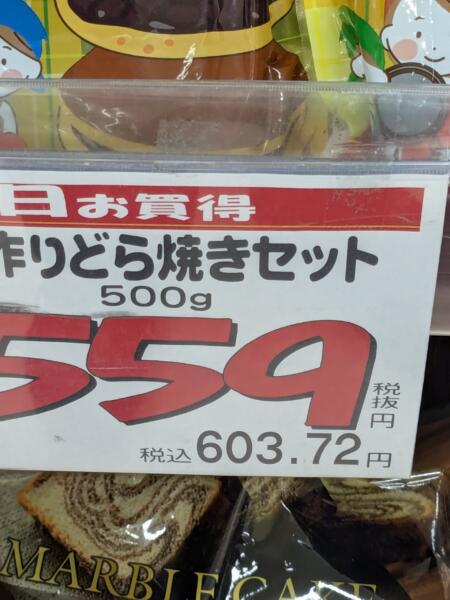 日お買得
作りどら焼きセット
500g
559 税抜円
税込 603.72円
MARBLE CAKE